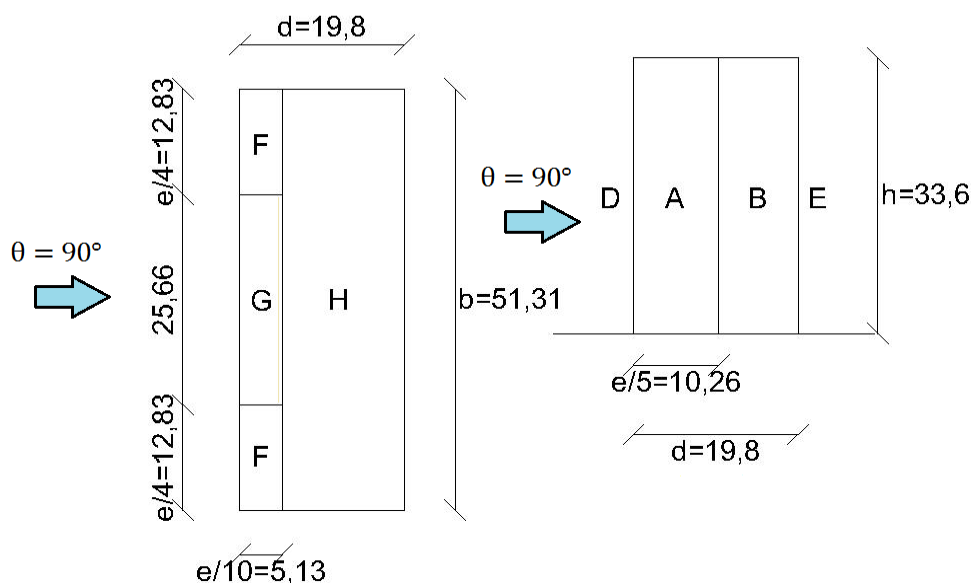 d=19,8
e/4=12,83
F
θ = 90°
25,66
G
H
b=51,31
e/4=12,83
F
e/10=5,13
θ = 90°
D
A
B
E
h=33,6
e/5=10,26
d=19,8